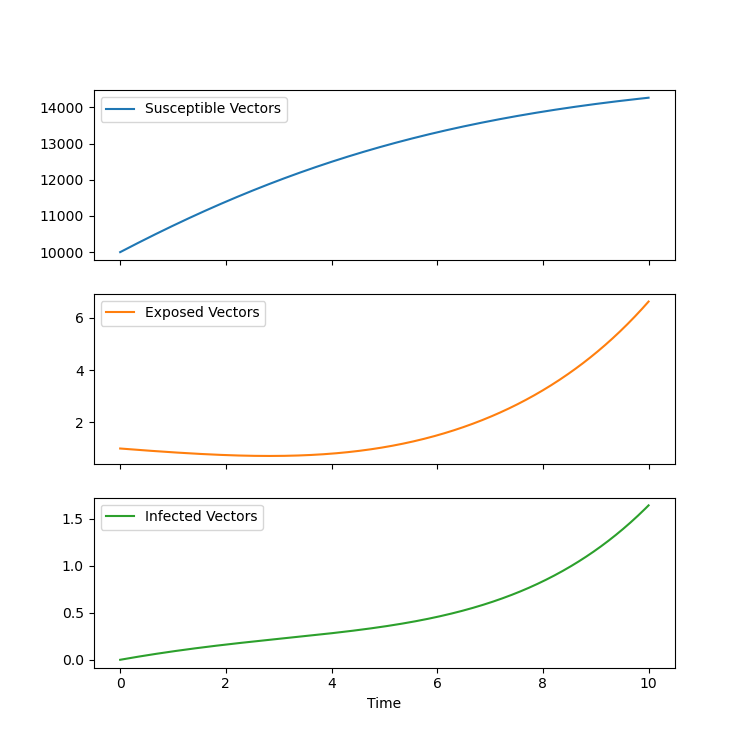 Susceptible Vectors
14000
13000
12000
11000
10000
Exposed Vectors
6
4
2
Infected Vectors
1.5
1.0
0.5
0.0
0 2 4 6 8 10
Time